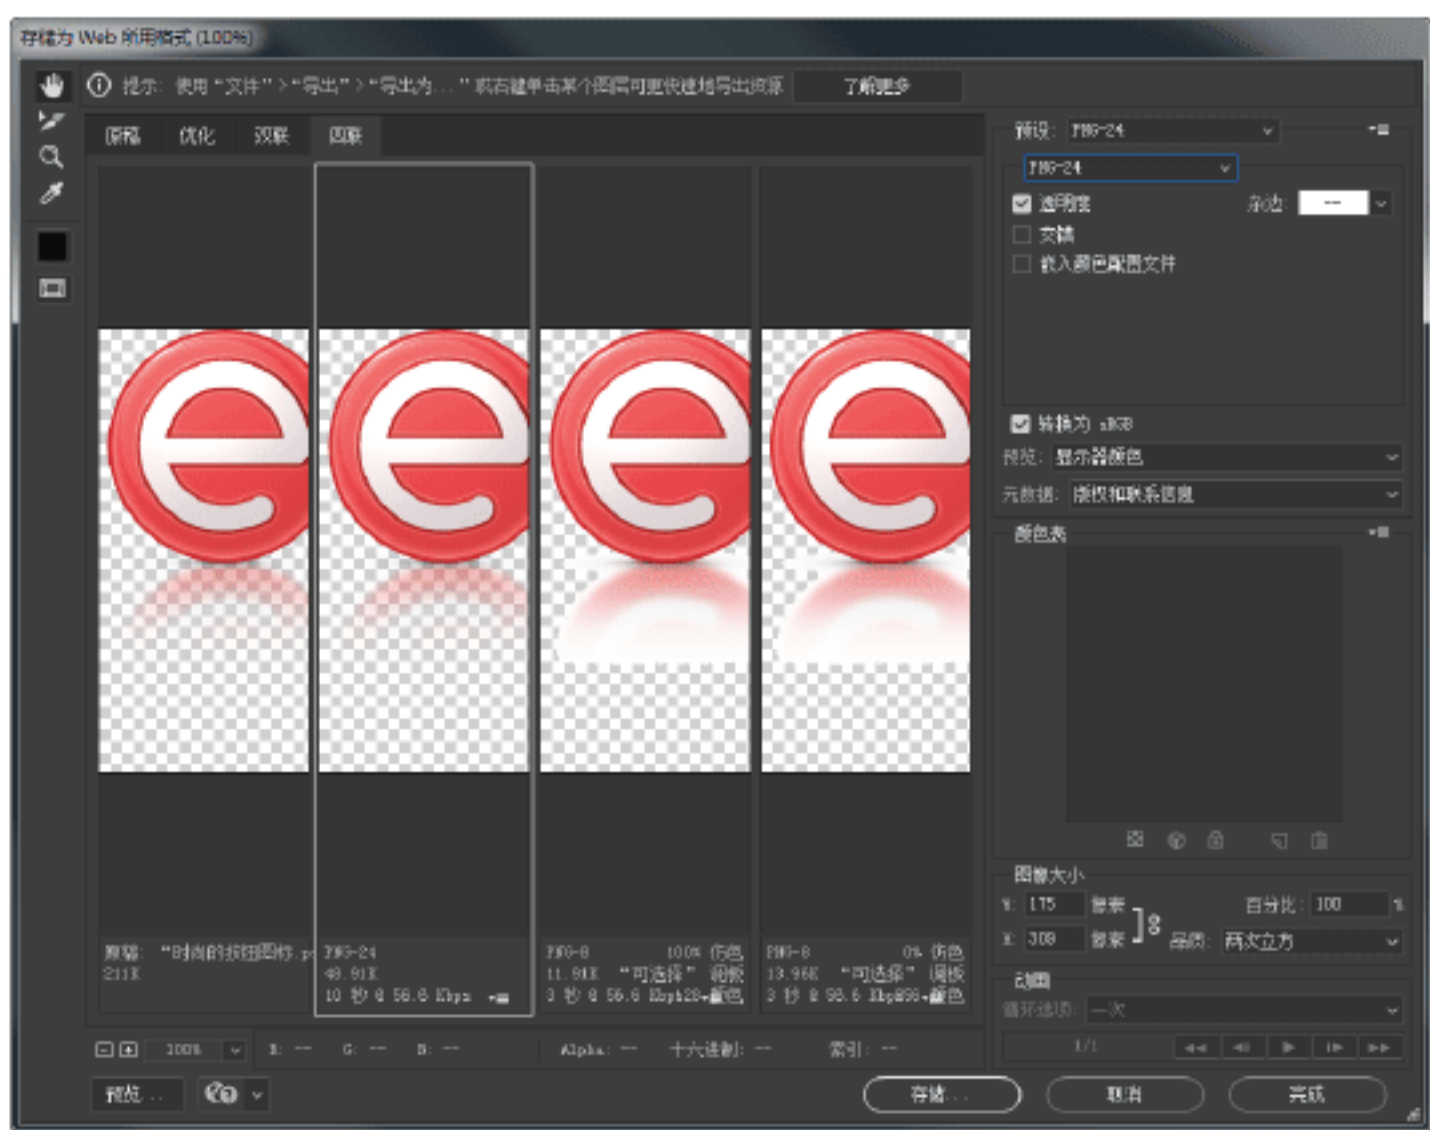 存储为 Web 所用格式 (100%)
提示: 使用 "文件" > "导出" > "导出为..." 或右键单击某个图层可更快速地导出资源
了解更多
原稿 优化 双联 四联
预设: PNG-24
PNG-24
透明度 杂边: --
交错
嵌入颜色配置文件
转换为 sRGB
预览: 显示器颜色
元数据: 版权和联系信息
颜色表
图像大小
W: 175 像素 百分比: 100 %
H: 像素 品质: 两次立方
动画
循环选项: 一次
1/1
原稿: "时尚的按钮图标.p
211K
PNG-24
48.91K
10 秒 @ 56.6 Kbps
PNG-8 100% 仿色
11.91K "可选择" 调板
3 秒 @ 56.6 颜色
PNG-8 0% 仿色
13.96K "可选择" 调板
3 秒 @ 56.6 颜色
100% R: -- G: -- B: -- Alpha: -- 十六进制: -- 索引: --
预览...
存储...
取消
完成